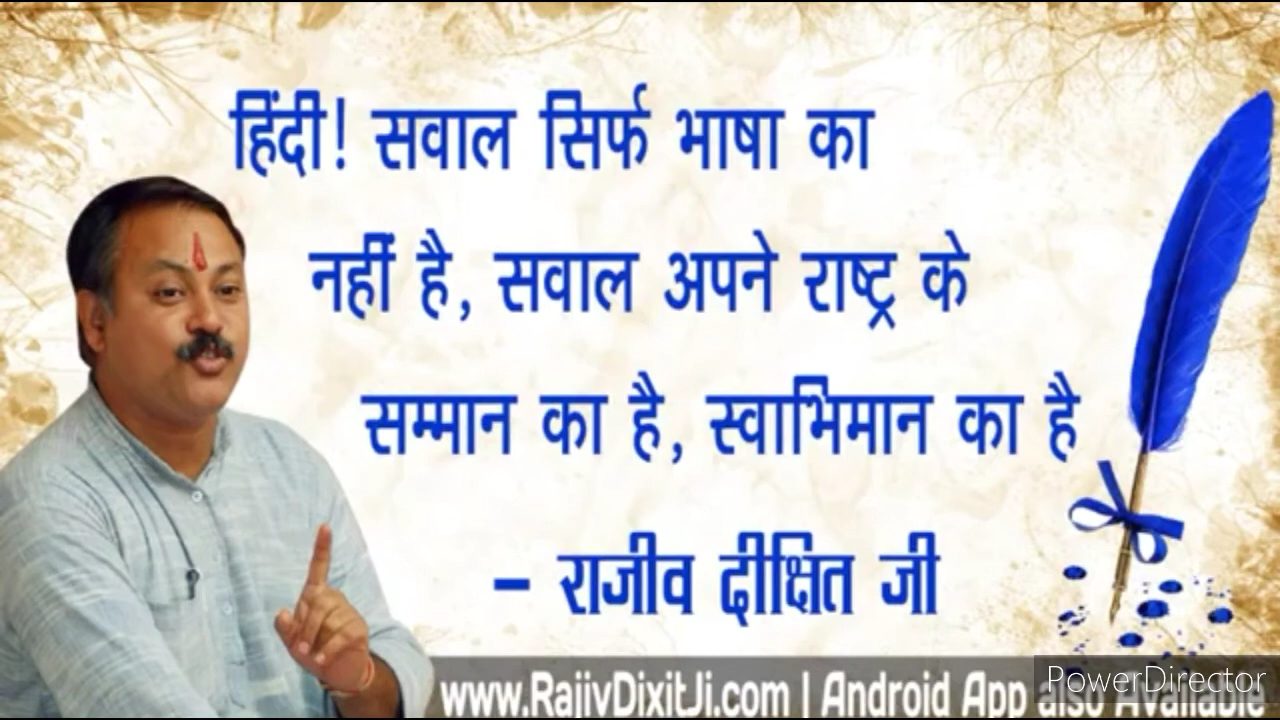 हिंदी! सवाल सिर्फ भाषा का
नहीं है, सवाल अपने राष्ट्र के
सम्मान का है, स्वाभिमान का है
– राजीव दीक्षित जी
www.RajivDixitJi.com | Android App also Available
PowerDirector